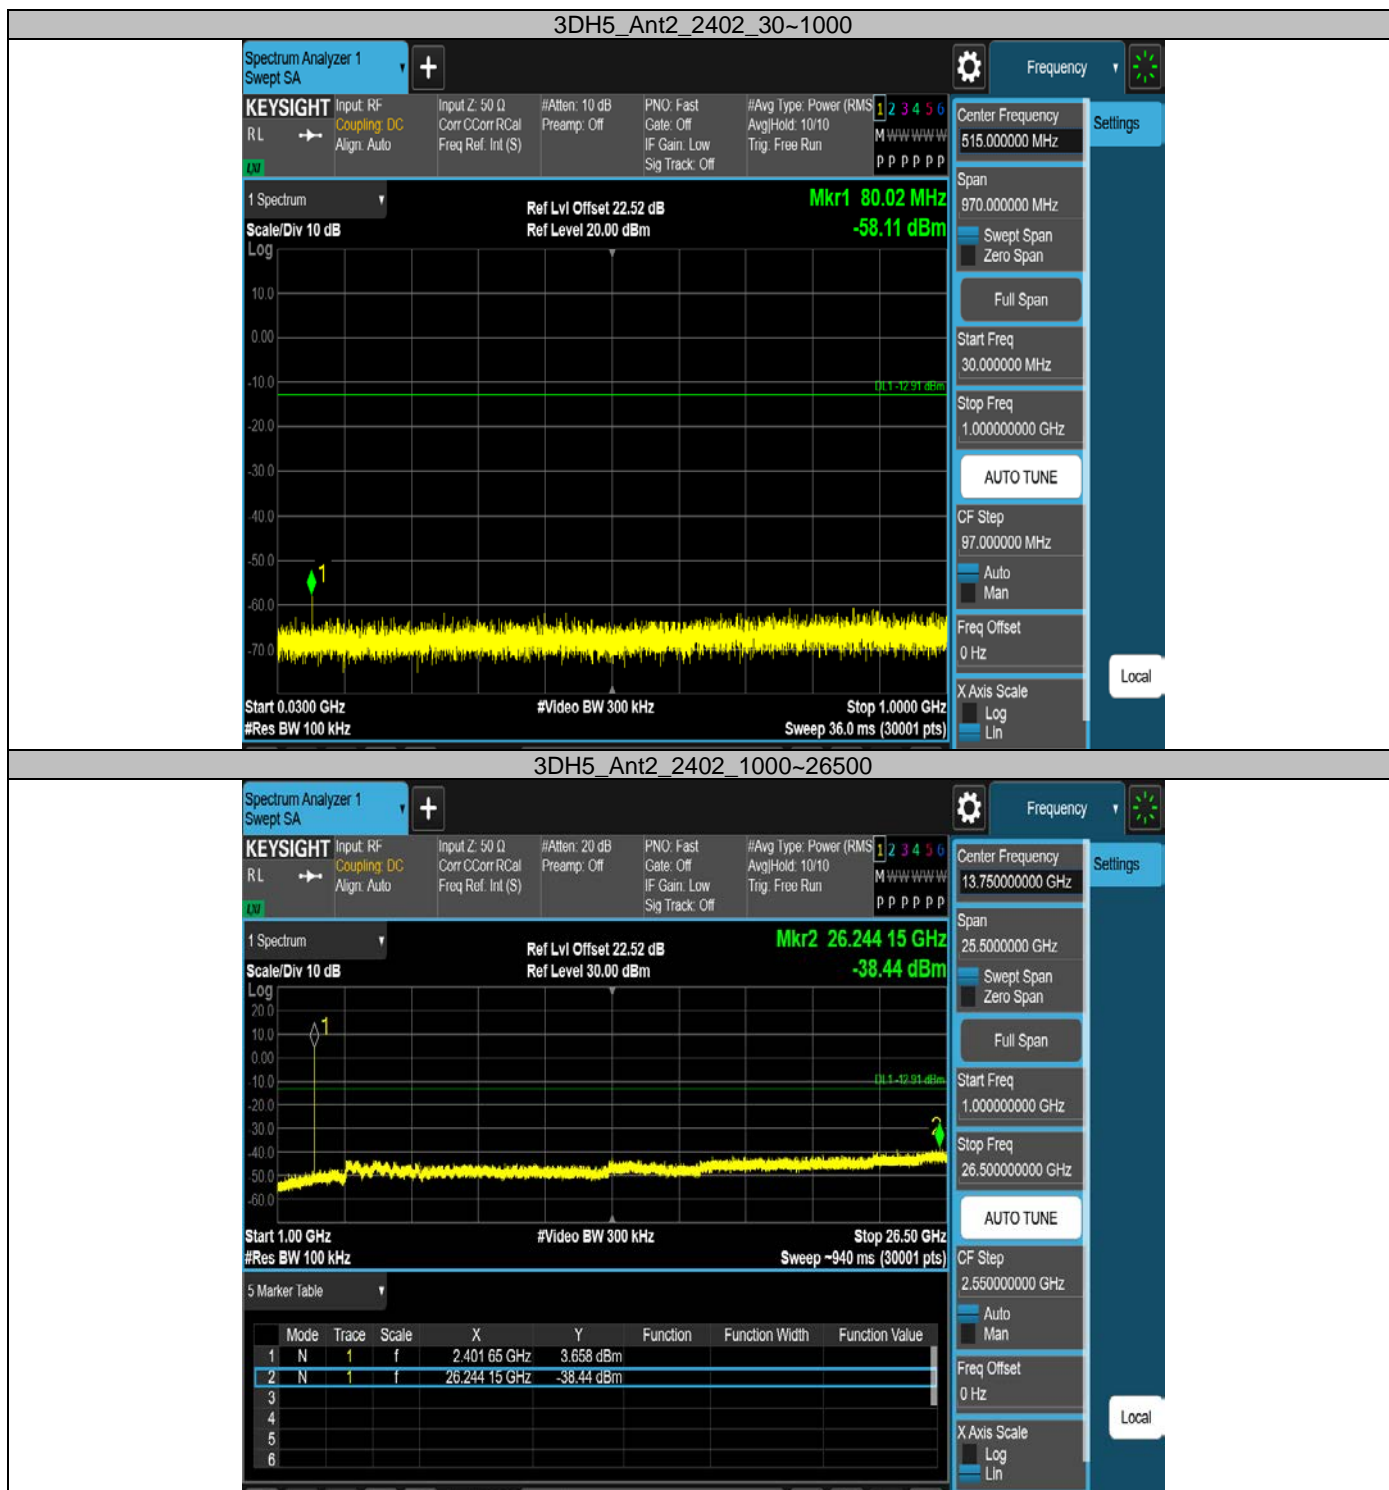 3DH5_Ant2_2402_30~1000
Spectrum Analyzer 1
Swept SA
+
Frequency
KEYSIGHT
RL
LXI
Input: RF
Coupling: DC
Align: Auto
Input Z: 50 Ω
Corr CCorr RCal
Freq Ref: Int (S)
#Atten: 10 dB
Preamp: Off
PNO: Fast
Gate: Off
IF Gain: Low
Sig Track: Off
#Avg Type: Power (RMS
Avg|Hold: 10/10
Trig: Free Run
1 2 3 4 5 6
M W W W W W
P P P P P P
Center Frequency
515.000000 MHz
Settings
Span
970.000000 MHz
Swept Span
Zero Span
Full Span
Start Freq
30.000000 MHz
Stop Freq
1.000000000 GHz
AUTO TUNE
CF Step
97.000000 MHz
Auto
Man
Freq Offset
0 Hz
X Axis Scale
Log
Lin
Local
1 Spectrum
Scale/Div 10 dB
Log
Ref Lvl Offset 22.52 dB
Ref Level 20.00 dBm
Mkr1 80.02 MHz
-58.11 dBm
10.0
0.00
-10.0
DL1 -12.91 dBm
-20.0
-30.0
-40.0
-50.0
1
-60.0
-70.0
Start 0.0300 GHz
#Res BW 100 kHz
#Video BW 300 kHz
Stop 1.0000 GHz
Sweep 36.0 ms (30001 pts)
3DH5_Ant2_2402_1000~26500
Spectrum Analyzer 1
Swept SA
+
Frequency
KEYSIGHT
RL
LXI
Input: RF
Coupling: DC
Align: Auto
Input Z: 50 Ω
Corr CCorr RCal
Freq Ref: Int (S)
#Atten: 20 dB
Preamp: Off
PNO: Fast
Gate: Off
IF Gain: Low
Sig Track: Off
#Avg Type: Power (RMS
Avg|Hold: 10/10
Trig: Free Run
1 2 3 4 5 6
M W W W W W
P P P P P P
Center Frequency
13.750000000 GHz
Settings
Span
25.5000000 GHz
Swept Span
Zero Span
Full Span
Start Freq
1.000000000 GHz
Stop Freq
26.500000000 GHz
AUTO TUNE
CF Step
2.550000000 GHz
Auto
Man
Freq Offset
0 Hz
X Axis Scale
Log
Lin
Local
1 Spectrum
Scale/Div 10 dB
Log
Ref Lvl Offset 22.52 dB
Ref Level 30.00 dBm
Mkr2 26.244 15 GHz
-38.44 dBm
20.0
10.0
1
0.00
-10.0
DL1 -12.91 dBm
-20.0
-30.0
2
-40.0
-50.0
-60.0
Start 1.00 GHz
#Res BW 100 kHz
#Video BW 300 kHz
Stop 26.50 GHz
Sweep ~940 ms (30001 pts)
5 Marker Table
Mode Trace Scale X Y Function Function Width Function Value
1 N 1 f 2.401 65 GHz 3.658 dBm
2 N 1 f 26.244 15 GHz -38.44 dBm
3
4
5
6